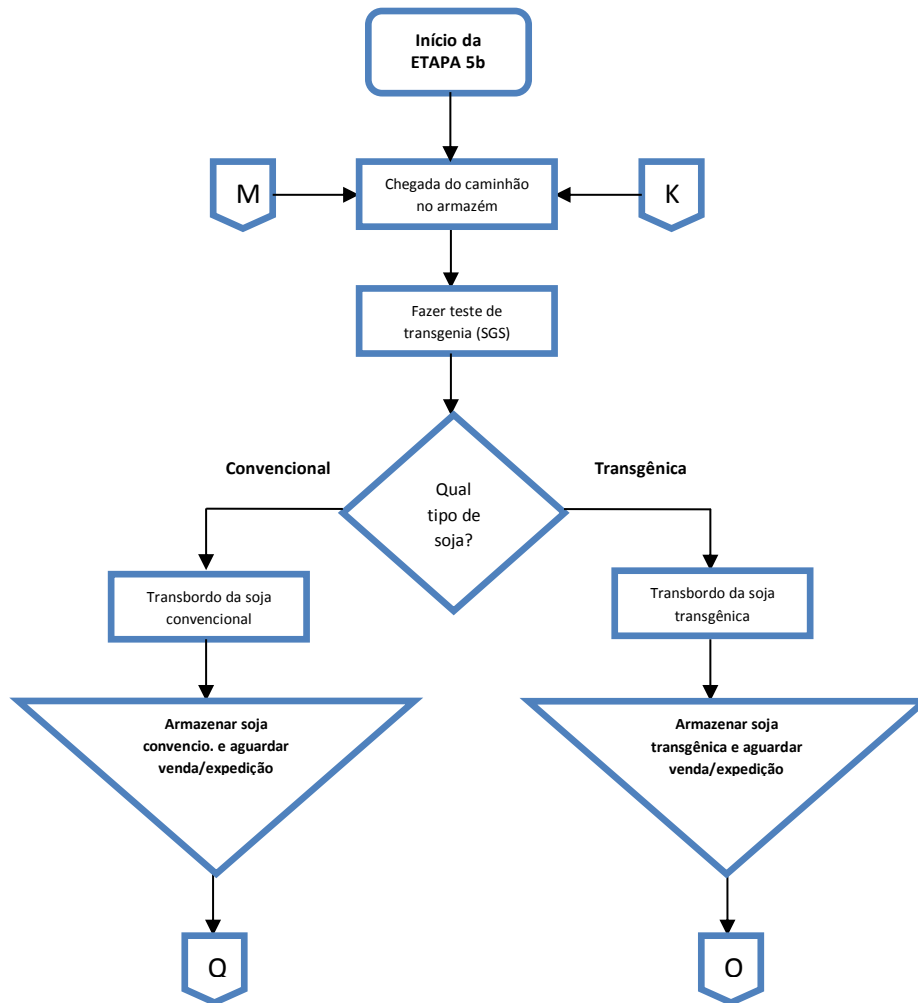 Início da
ETAPA 5b
M
Chegada do caminhão
no armazém
K
Fazer teste de
transgenia (SGS)
Convencional
Transgênica
Qual
tipo de
soja?
Transbordo da soja
convencional
Transbordo da soja
transgênica
Armazenar soja
convencio. e aguardar
venda/expedição
Armazenar soja
transgênica e aguardar
venda/expedição
Q
O